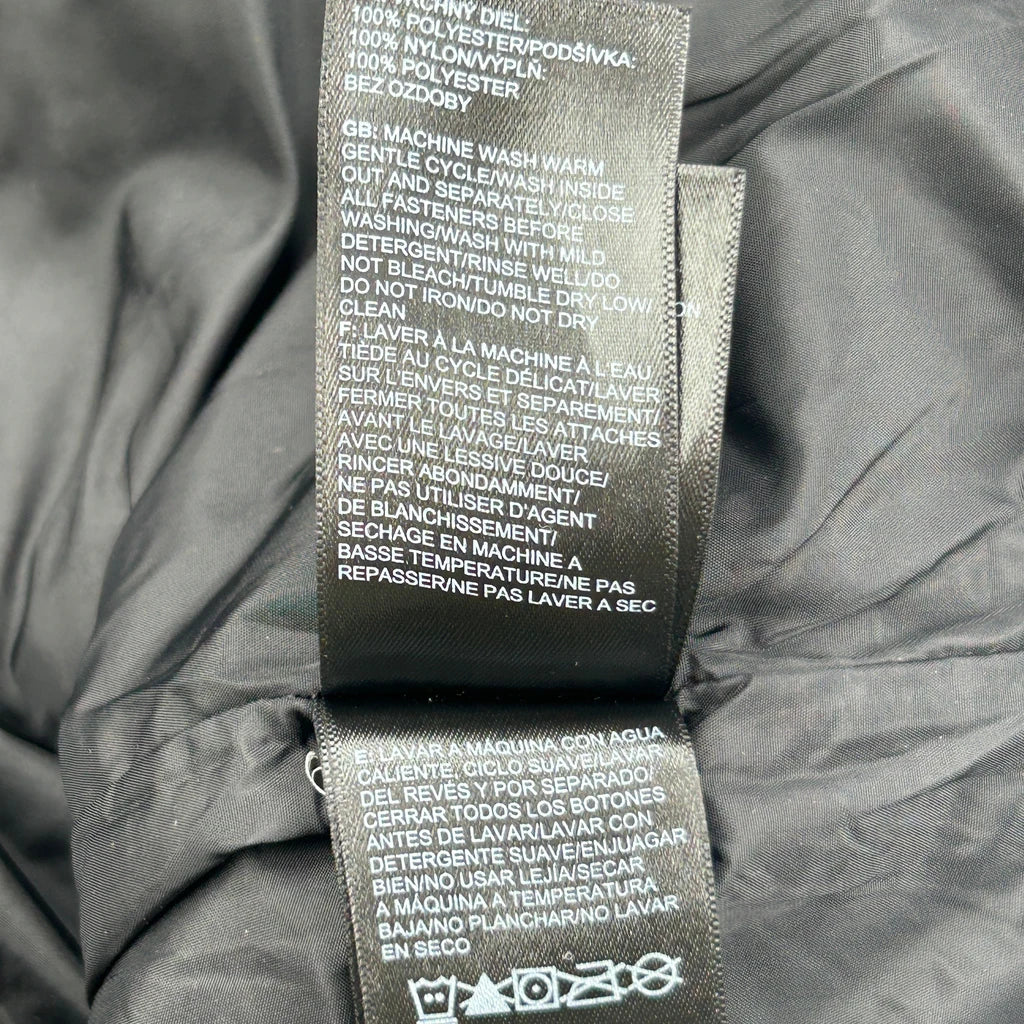 RCHNÝ DIEL:
100% POLYESTER/PODŠÍVKA:
100% NYLON/VÝPLŇ:
100% POLYESTER
BEZ OZDOBY
GB: MACHINE WASH WARM
GENTLE CYCLE/WASH INSIDE
OUT AND SEPARATELY/CLOSE
ALL FASTENERS BEFORE
WASHING/WASH WITH MILD
DETERGENT/RINSE WELL/DO
NOT BLEACH/TUMBLE DRY LOW/
DO NOT IRON/DO NOT DRY
CLEAN
ON
F: LAVER À LA MACHINE À L'EAU
TIÈDE AU CYCLE DÉLICAT/LAVER
SUR L'ENVERS ET SEPAREMENT/
FERMER TOUTES LES ATTACHES
AVANT LE LAVAGE/LAVER
AVEC UNE LESSIVE DOUCE/
RINCER ABONDAMMENT/
NE PAS UTILISER D'AGENT
DE BLANCHISSEMENT/
SECHAGE EN MACHINE A
BASSE TEMPERATURE/NE PAS
REPASSER/NE PAS LAVER A SEC
E: LAVAR A MÁQUINA CON AGUA
CALIENTE, CICLO SUAVE/LAVAR
DEL REVÉS Y POR SEPARADO/
CERRAR TODOS LOS BOTONES
ANTES DE LAVAR/LAVAR CON
DETERGENTE SUAVE/ENJUAGAR
BIEN/NO USAR LEJÍA/SECAR
A MÁQUINA A TEMPERATURA
BAJA/NO PLANCHAR/NO LAVAR
EN SECO